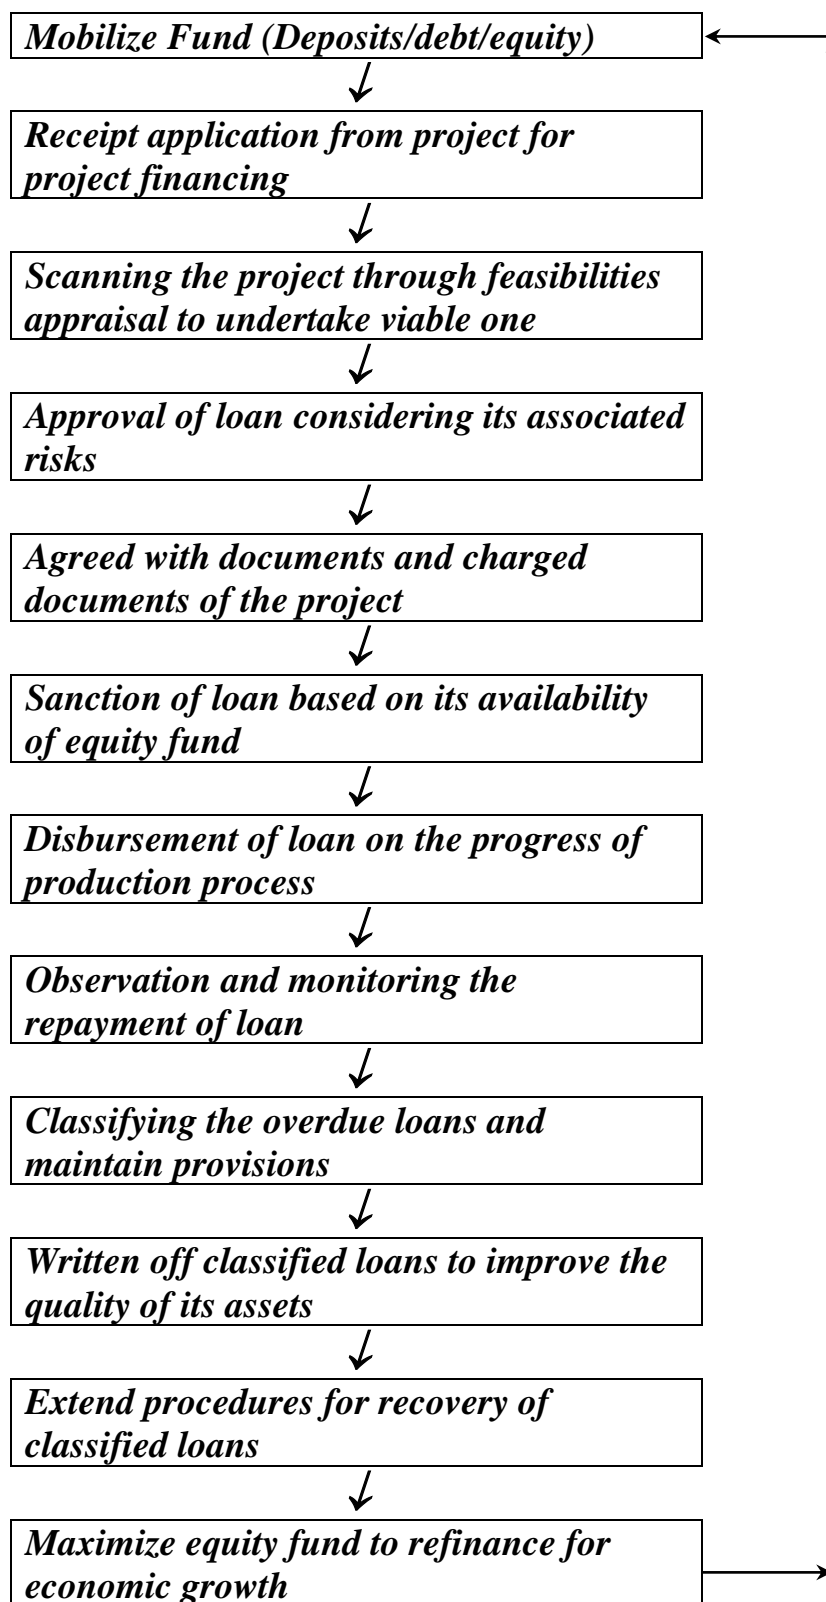 Mobilize Fund (Deposits/debt/equity)
Receipt application from project for
project financing
Scanning the project through feasibilities
appraisal to undertake viable one
Approval of loan considering its associated
risks
Agreed with documents and charged
documents of the project
Sanction of loan based on its availability
of equity fund
Disbursement of loan on the progress of
production process
Observation and monitoring the
repayment of loan
Classifying the overdue loans and
maintain provisions
Written off classified loans to improve the
quality of its assets
Extend procedures for recovery of
classified loans
Maximize equity fund to refinance for
economic growth